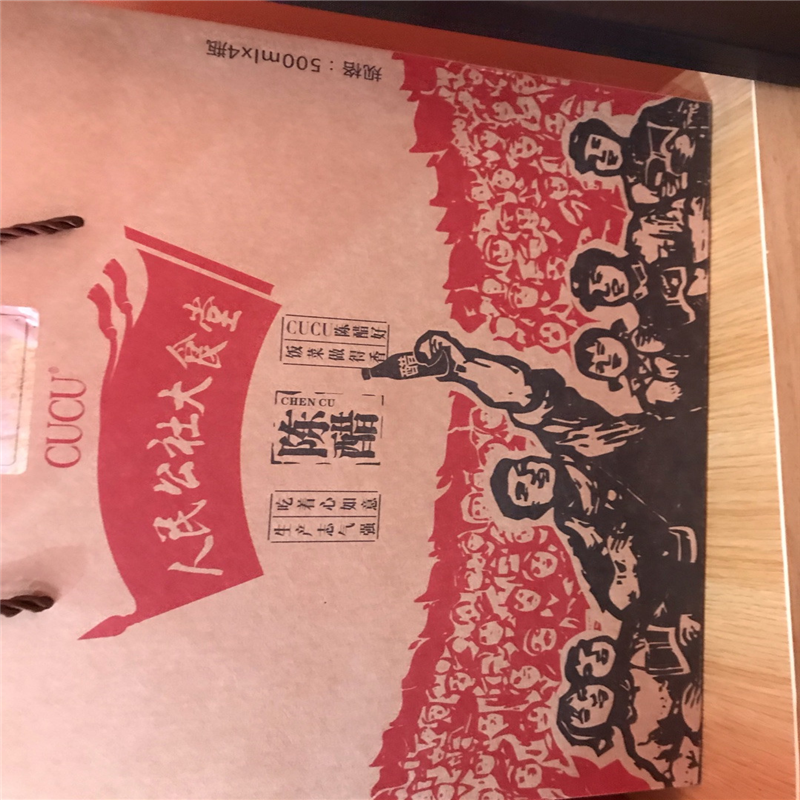 CUCU®
人民公社大食堂
CUCU陈醋好
饭菜做得香
CHEN CU
陈醋
吃着心如意
生产志气强
醋
规格：500mlx4瓶